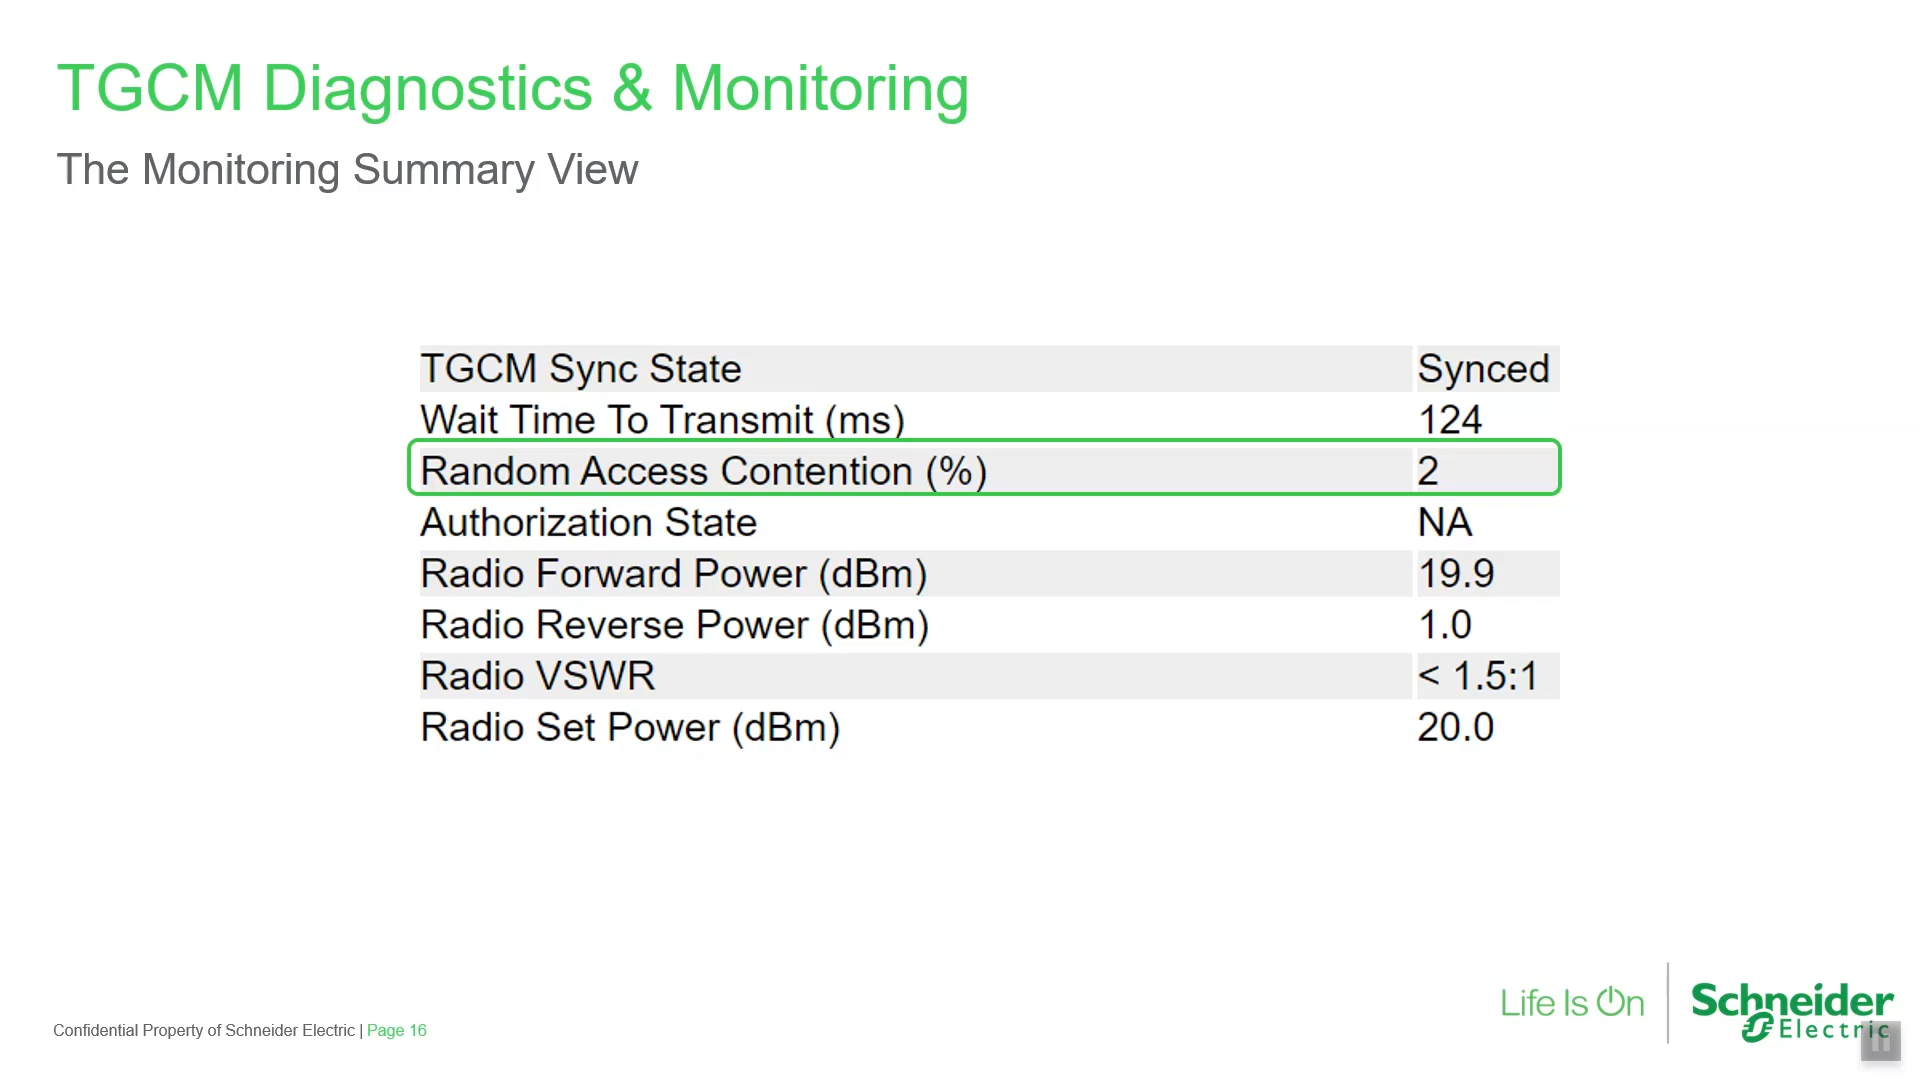 TGCM Diagnostics & Monitoring
The Monitoring Summary View
TGCM Sync State Synced
Wait Time To Transmit (ms) 124
Random Access Contention (%) 2
Authorization State NA
Radio Forward Power (dBm) 19.9
Radio Reverse Power (dBm) 1.0
Radio VSWR < 1.5:1
Radio Set Power (dBm) 20.0
Life Is On
Schneider
Electric
Confidential Property of Schneider Electric | Page 16